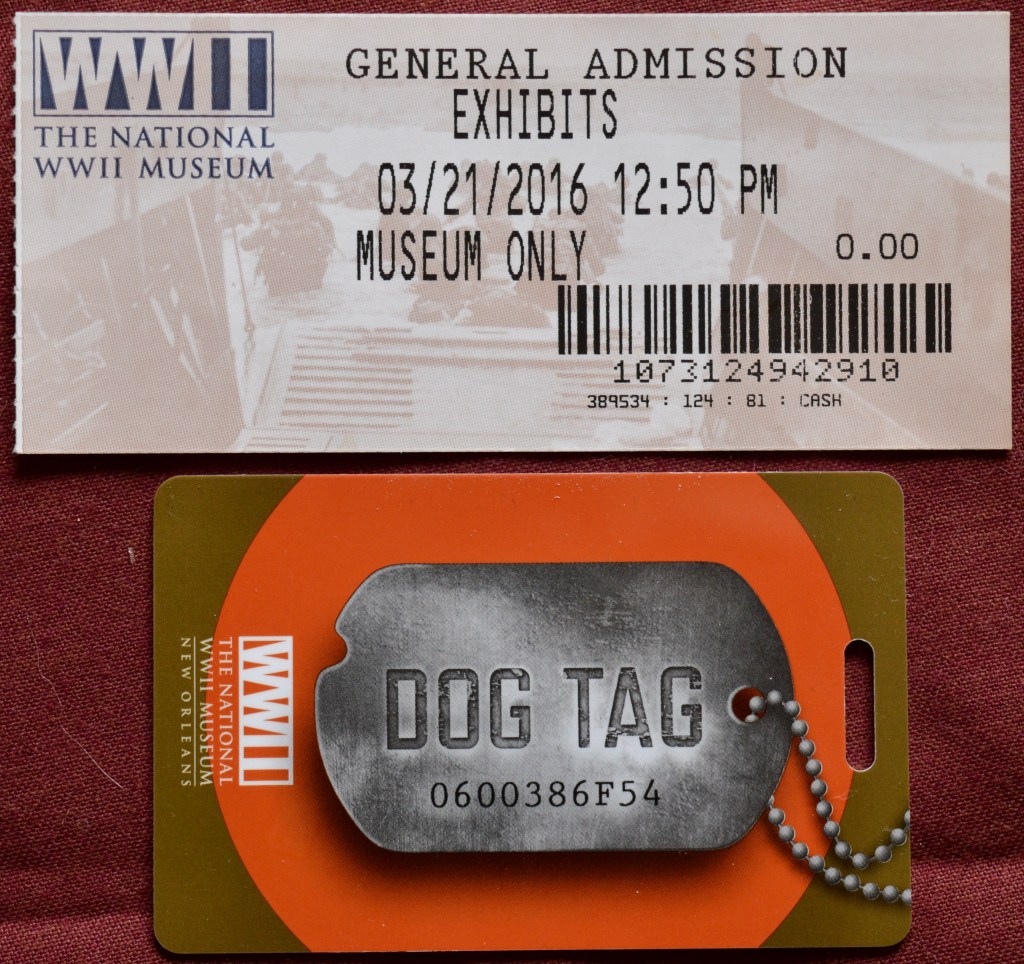 WWII
THE NATIONAL
WWII MUSEUM
GENERAL ADMISSION
EXHIBITS
03/21/2016 12:50 PM
MUSEUM ONLY
0.00
1073124942910
389534 : 124 : 81 : CASH
WWII
THE NATIONAL
WWII MUSEUM
NEW ORLEANS
DOG TAG
0600386F54